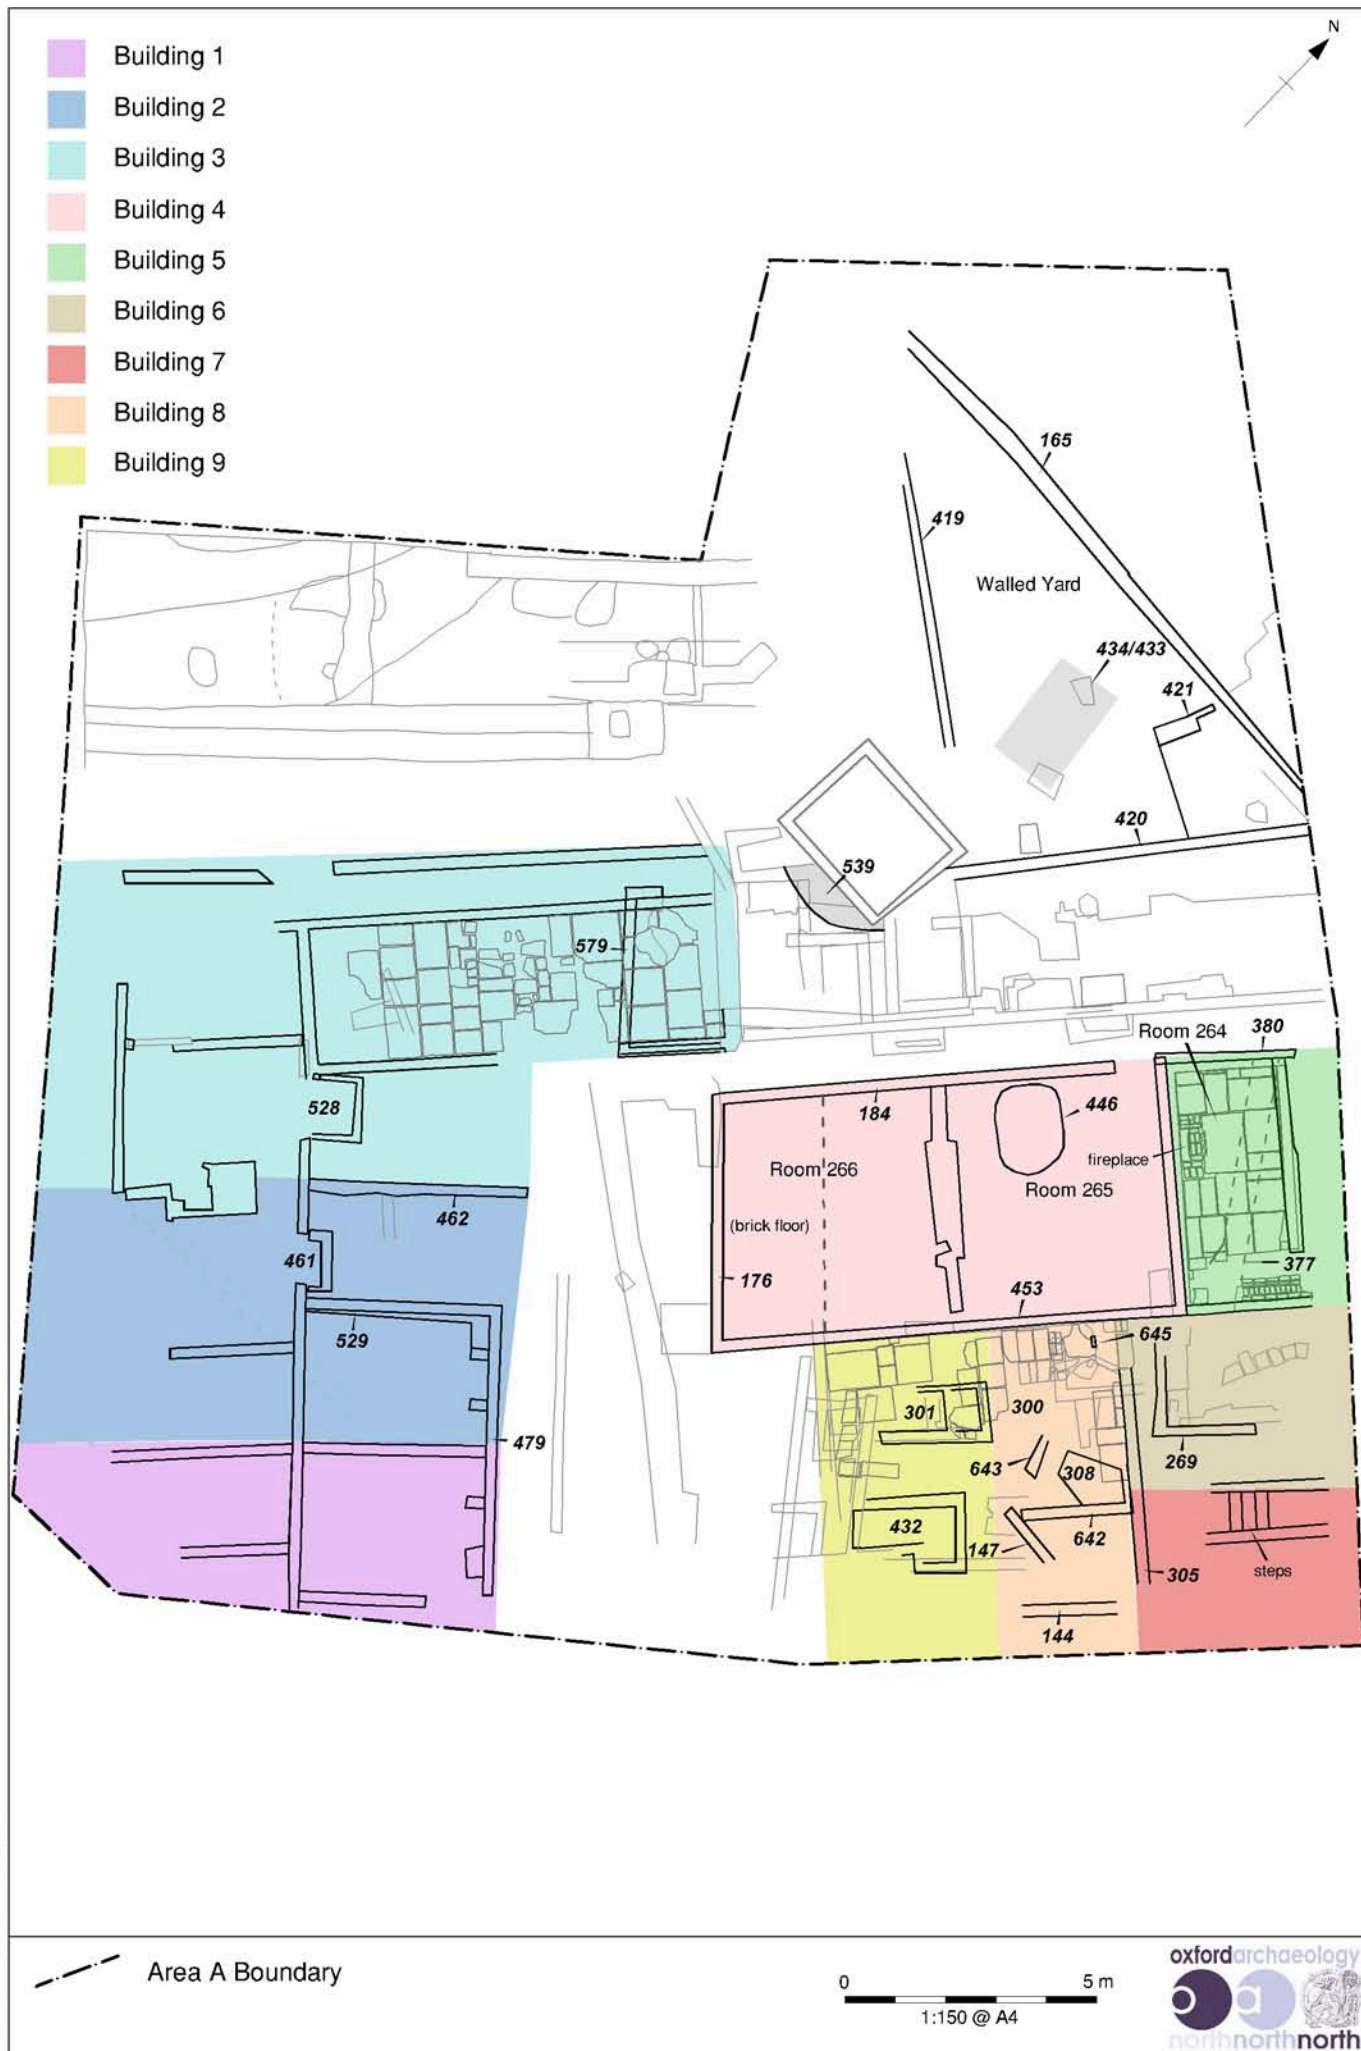 N
Building 1
Building 2
Building 3
Building 4
Building 5
Building 6
Building 7
Building 8
Building 9
165
419
Walled Yard
434/433
421
420
539
579
Room 264
380
528
184
446
fireplace
Room 266
Room 265
462
(brick floor)
461
377
176
453
529
645
301
300
479
643
308
269
432
642
147
305
steps
144
Area A Boundary
0 5 m
1:150 @ A4
oxfordarchaeology
o a
northnorthnorth